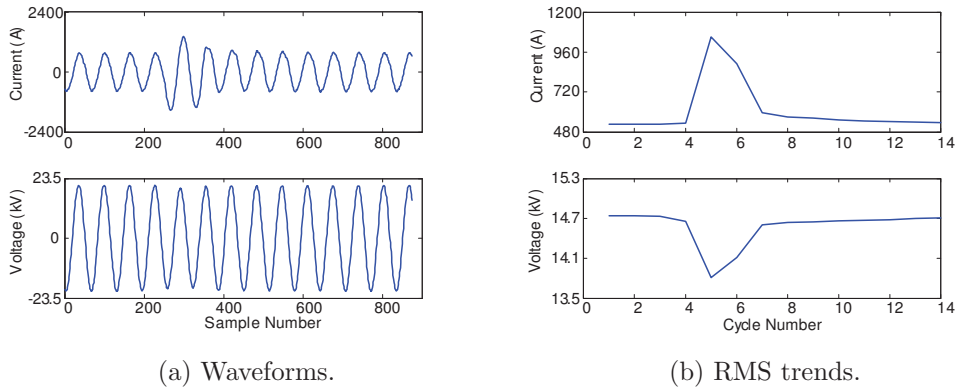 2400
Current (A)
0
-2400
0 200 400 600 800
23.5
Voltage (kV)
0
-23.5
0 200 400 600 800
Sample Number
(a) Waveforms.
1200
Current (A)
960
720
480
0 2 4 6 8 10 12 14
15.3
Voltage (kV)
14.7
14.1
13.5
0 2 4 6 8 10 12 14
Cycle Number
(b) RMS trends.